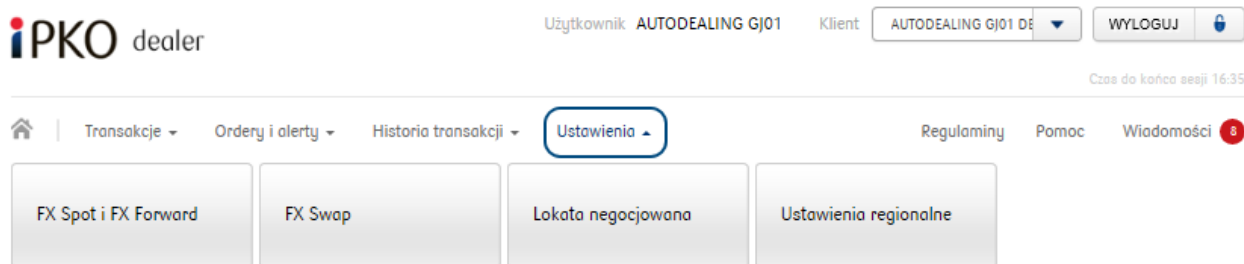 iPKO dealer
Użytkownik AUTODEALING GJ01 Klient AUTODEALING GJ01 DE WYLOGUJ
Czas do końca sesji 16:35
Transakcje Ordery i alerty Historia transakcji Ustawienia Regulaminy Pomoc Wiadomości 8
FX Spot i FX Forward FX Swap Lokata negocjowana Ustawienia regionalne